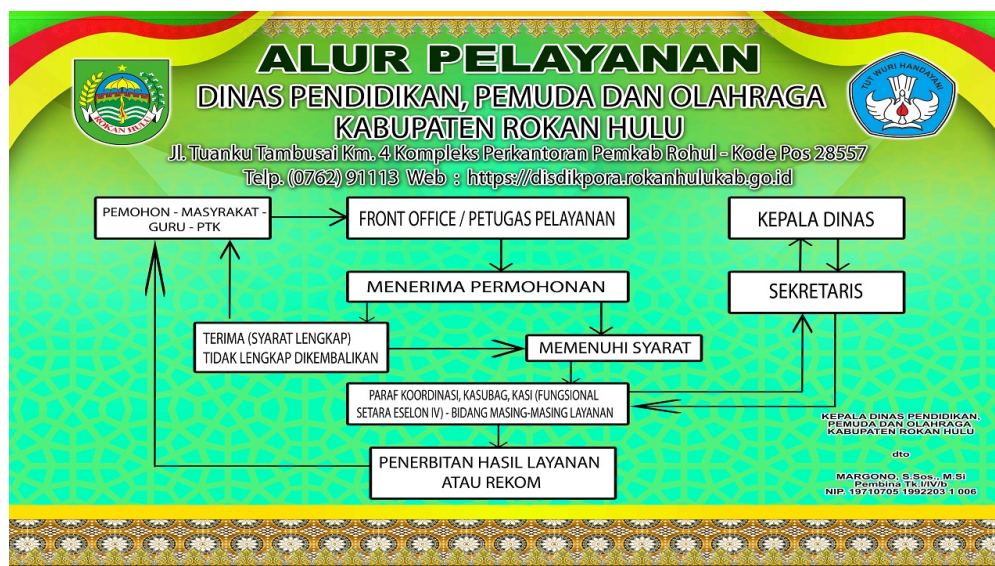 ALUR PELAYANAN
DINAS PENDIDIKAN, PEMUDA DAN OLAHRAGA
KABUPATEN ROKAN HULU
Jl. Tuanku Tambusai Km. 4 Kompleks Perkantoran Pemkab Rohul - Kode Pos 28557
Telp. (0762) 91113 Web : https://disdikpora.rokanhulukab.go.id
ROKAN HULU
TUT WURI HANDAYANI
PEMOHON - MASYRAKAT -
GURU - PTK
FRONT OFFICE / PETUGAS PELAYANAN
KEPALA DINAS
MENERIMA PERMOHONAN
SEKRETARIS
TERIMA (SYARAT LENGKAP)
TIDAK LENGKAP DIKEMBALIKAN
MEMENUHI SYARAT
PARAF KOORDINASI, KASUBAG, KASI (FUNGSIONAL
SETARA ESELON IV) - BIDANG MASING-MASING LAYANAN
PENERBITAN HASIL LAYANAN
ATAU REKOM
KEPALA DINAS PENDIDIKAN,
PEMUDA DAN OLAHRAGA
KABUPATEN ROKAN HULU
dto
MARGONO, S.Sos., M.Si
Pembina Tk.I/IV/b
NIP. 19710705 1992203 1 006